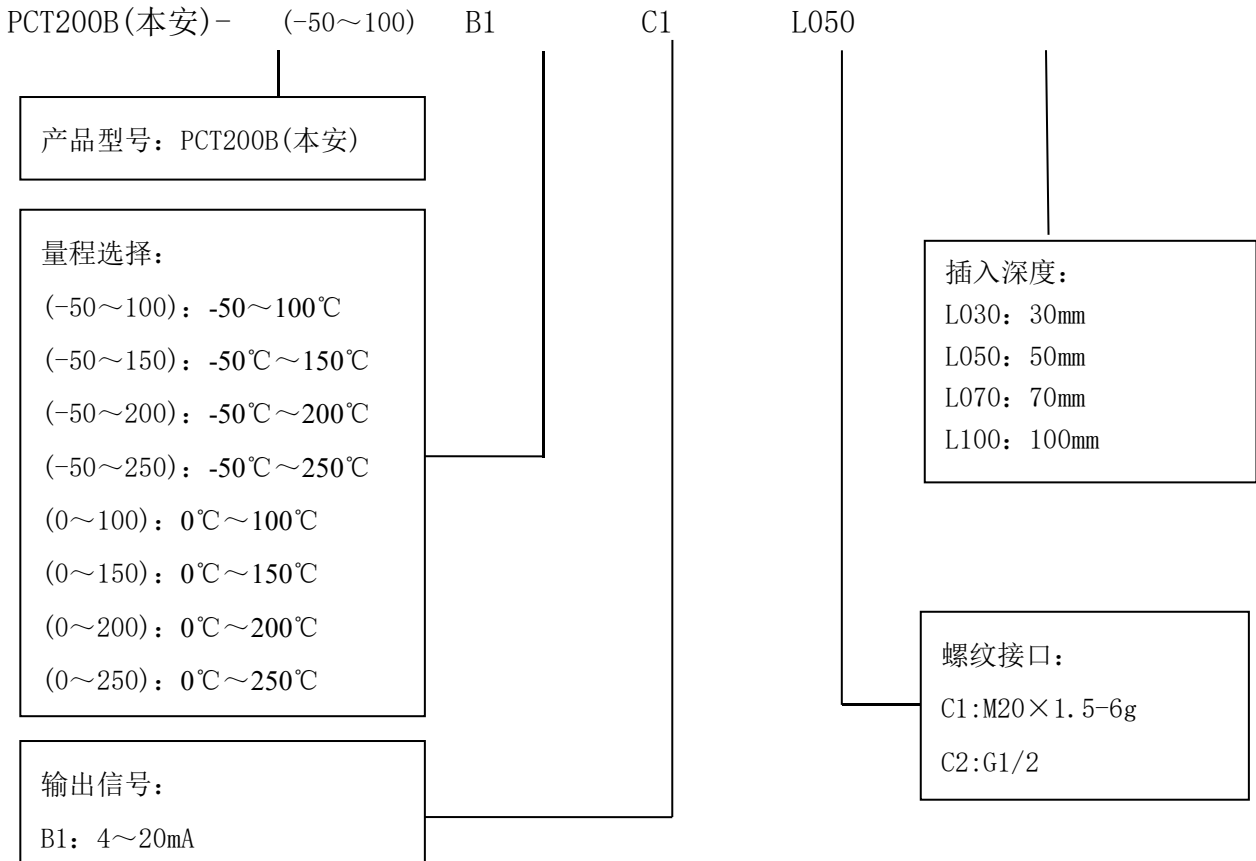 PCT200B(本安)- (-50～100) B1 C1 L050
产品型号：PCT200B(本安)
量程选择：
(-50～100)：-50～100℃
(-50～150)：-50℃～150℃
(-50～200)：-50℃～200℃
(-50～250)：-50℃～250℃
(0～100)：0℃～100℃
(0～150)：0℃～150℃
(0～200)：0℃～200℃
(0～250)：0℃～250℃
输出信号：
B1：4～20mA
插入深度：
L030：30mm
L050：50mm
L070：70mm
L100：100mm
螺纹接口：
C1:M20×1.5-6g
C2:G1/2